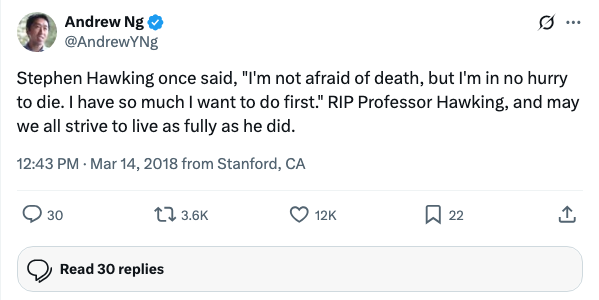 Andrew Ng
@AndrewYNg
Stephen Hawking once said, "I'm not afraid of death, but I'm in no hurry
to die. I have so much I want to do first." RIP Professor Hawking, and may
we all strive to live as fully as he did.
12:43 PM · Mar 14, 2018 from Stanford, CA
30 3.6K 12K 22
Read 30 replies